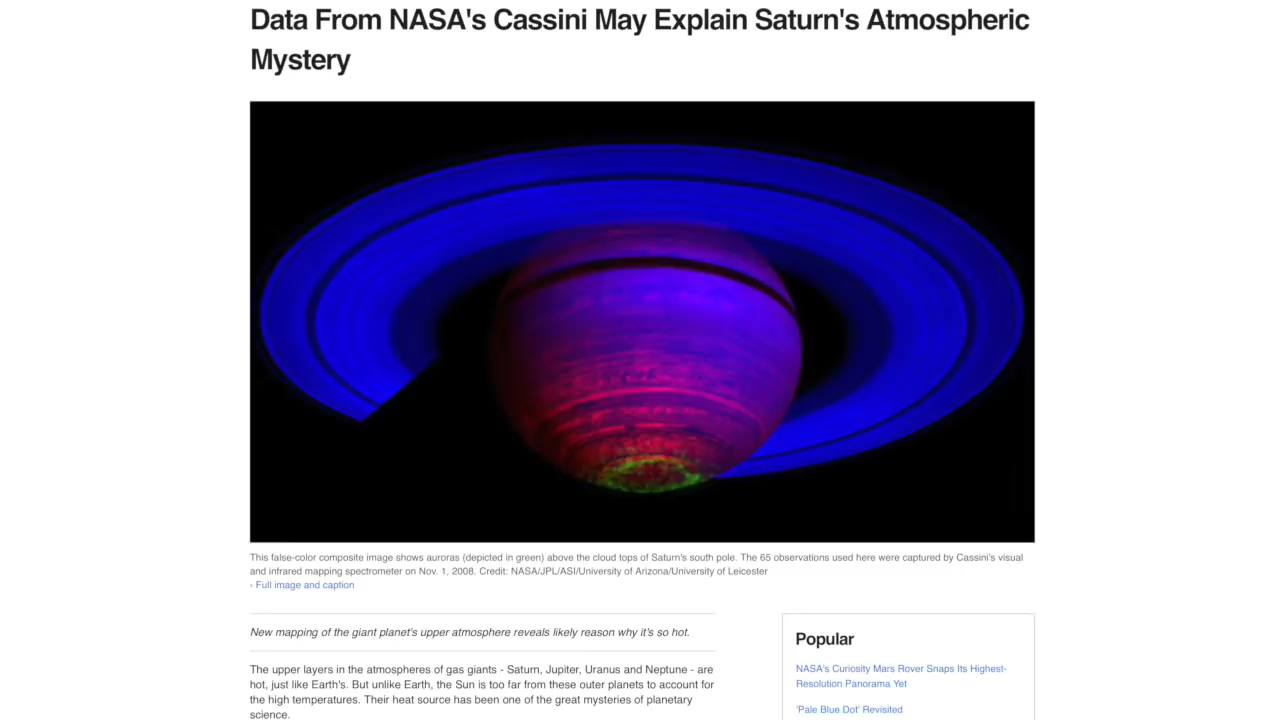 Data From NASA's Cassini May Explain Saturn's Atmospheric
Mystery
This false-color composite image shows auroras (depicted in green) above the cloud tops of Saturn's south pole. The 65 observations used here were captured by Cassini's visual
and infrared mapping spectrometer on Nov. 1, 2008. Credit: NASA/JPL/ASI/University of Arizona/University of Leicester
› Full image and caption
New mapping of the giant planet's upper atmosphere reveals likely reason why it's so hot.
The upper layers in the atmospheres of gas giants - Saturn, Jupiter, Uranus and Neptune - are
hot, just like Earth's. But unlike Earth, the Sun is too far from these outer planets to account for
the high temperatures. Their heat source has been one of the great mysteries of planetary
science.
Popular
NASA's Curiosity Mars Rover Snaps Its Highest-
Resolution Panorama Yet
'Pale Blue Dot' Revisited